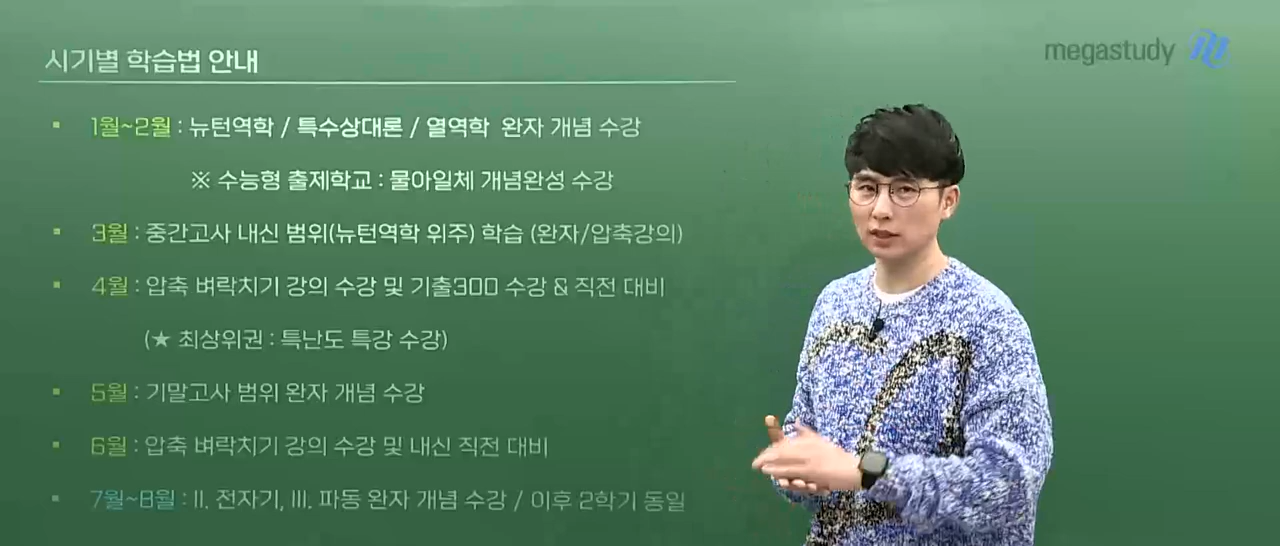 시기별 학습법 안내
megastudy
▪ 1월~2월 : 뉴턴역학 / 특수상대론 / 열역학 완자 개념 수강
※ 수능형 출제학교 : 물아일체 개념완성 수강
▪ 3월 : 중간고사 내신 범위(뉴턴역학 위주) 학습 (완자/압축강의)
▪ 4월 : 압축 벼락치기 강의 수강 및 기출300 수강 & 직전 대비
(★ 최상위권 : 특난도 특강 수강)
▪ 5월 : 기말고사 범위 완자 개념 수강
▪ 6월 : 압축 벼락치기 강의 수강 및 내신 직전 대비
▪ 7월~8월 : II. 전자기, III. 파동 완자 개념 수강 / 이후 2학기 동일